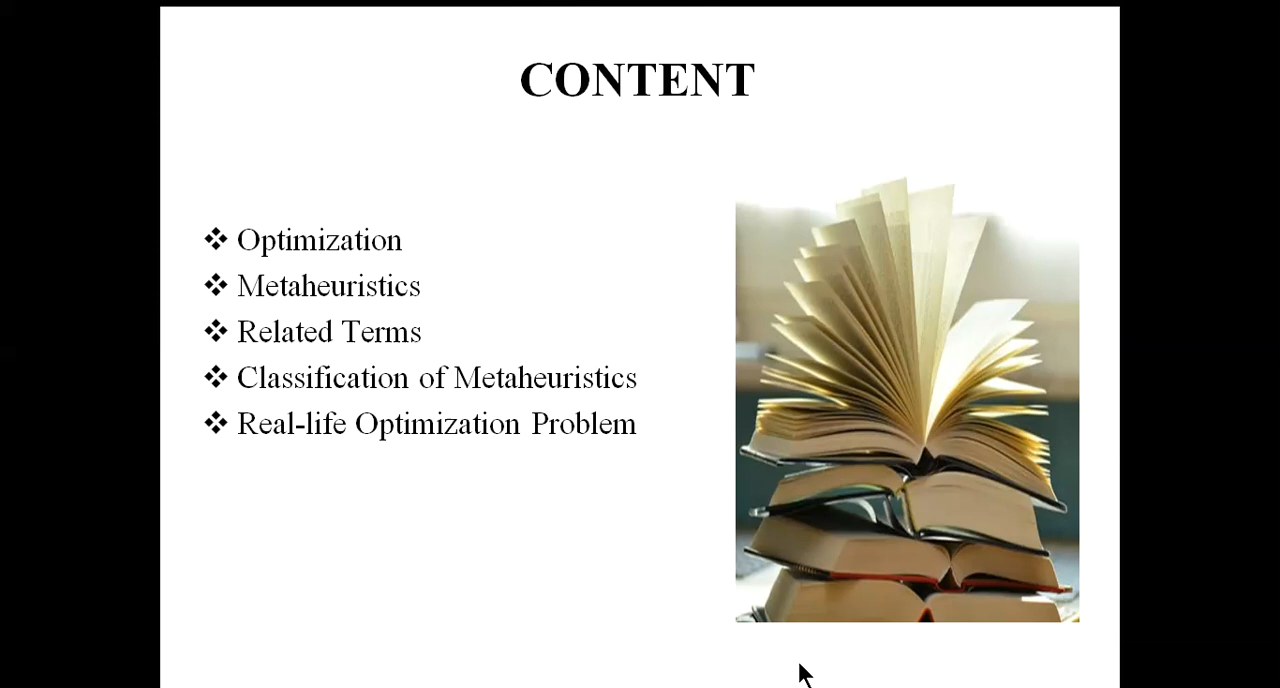 CONTENT
❖ Optimization
❖ Metaheuristics
❖ Related Terms
❖ Classification of Metaheuristics
❖ Real-life Optimization Problem